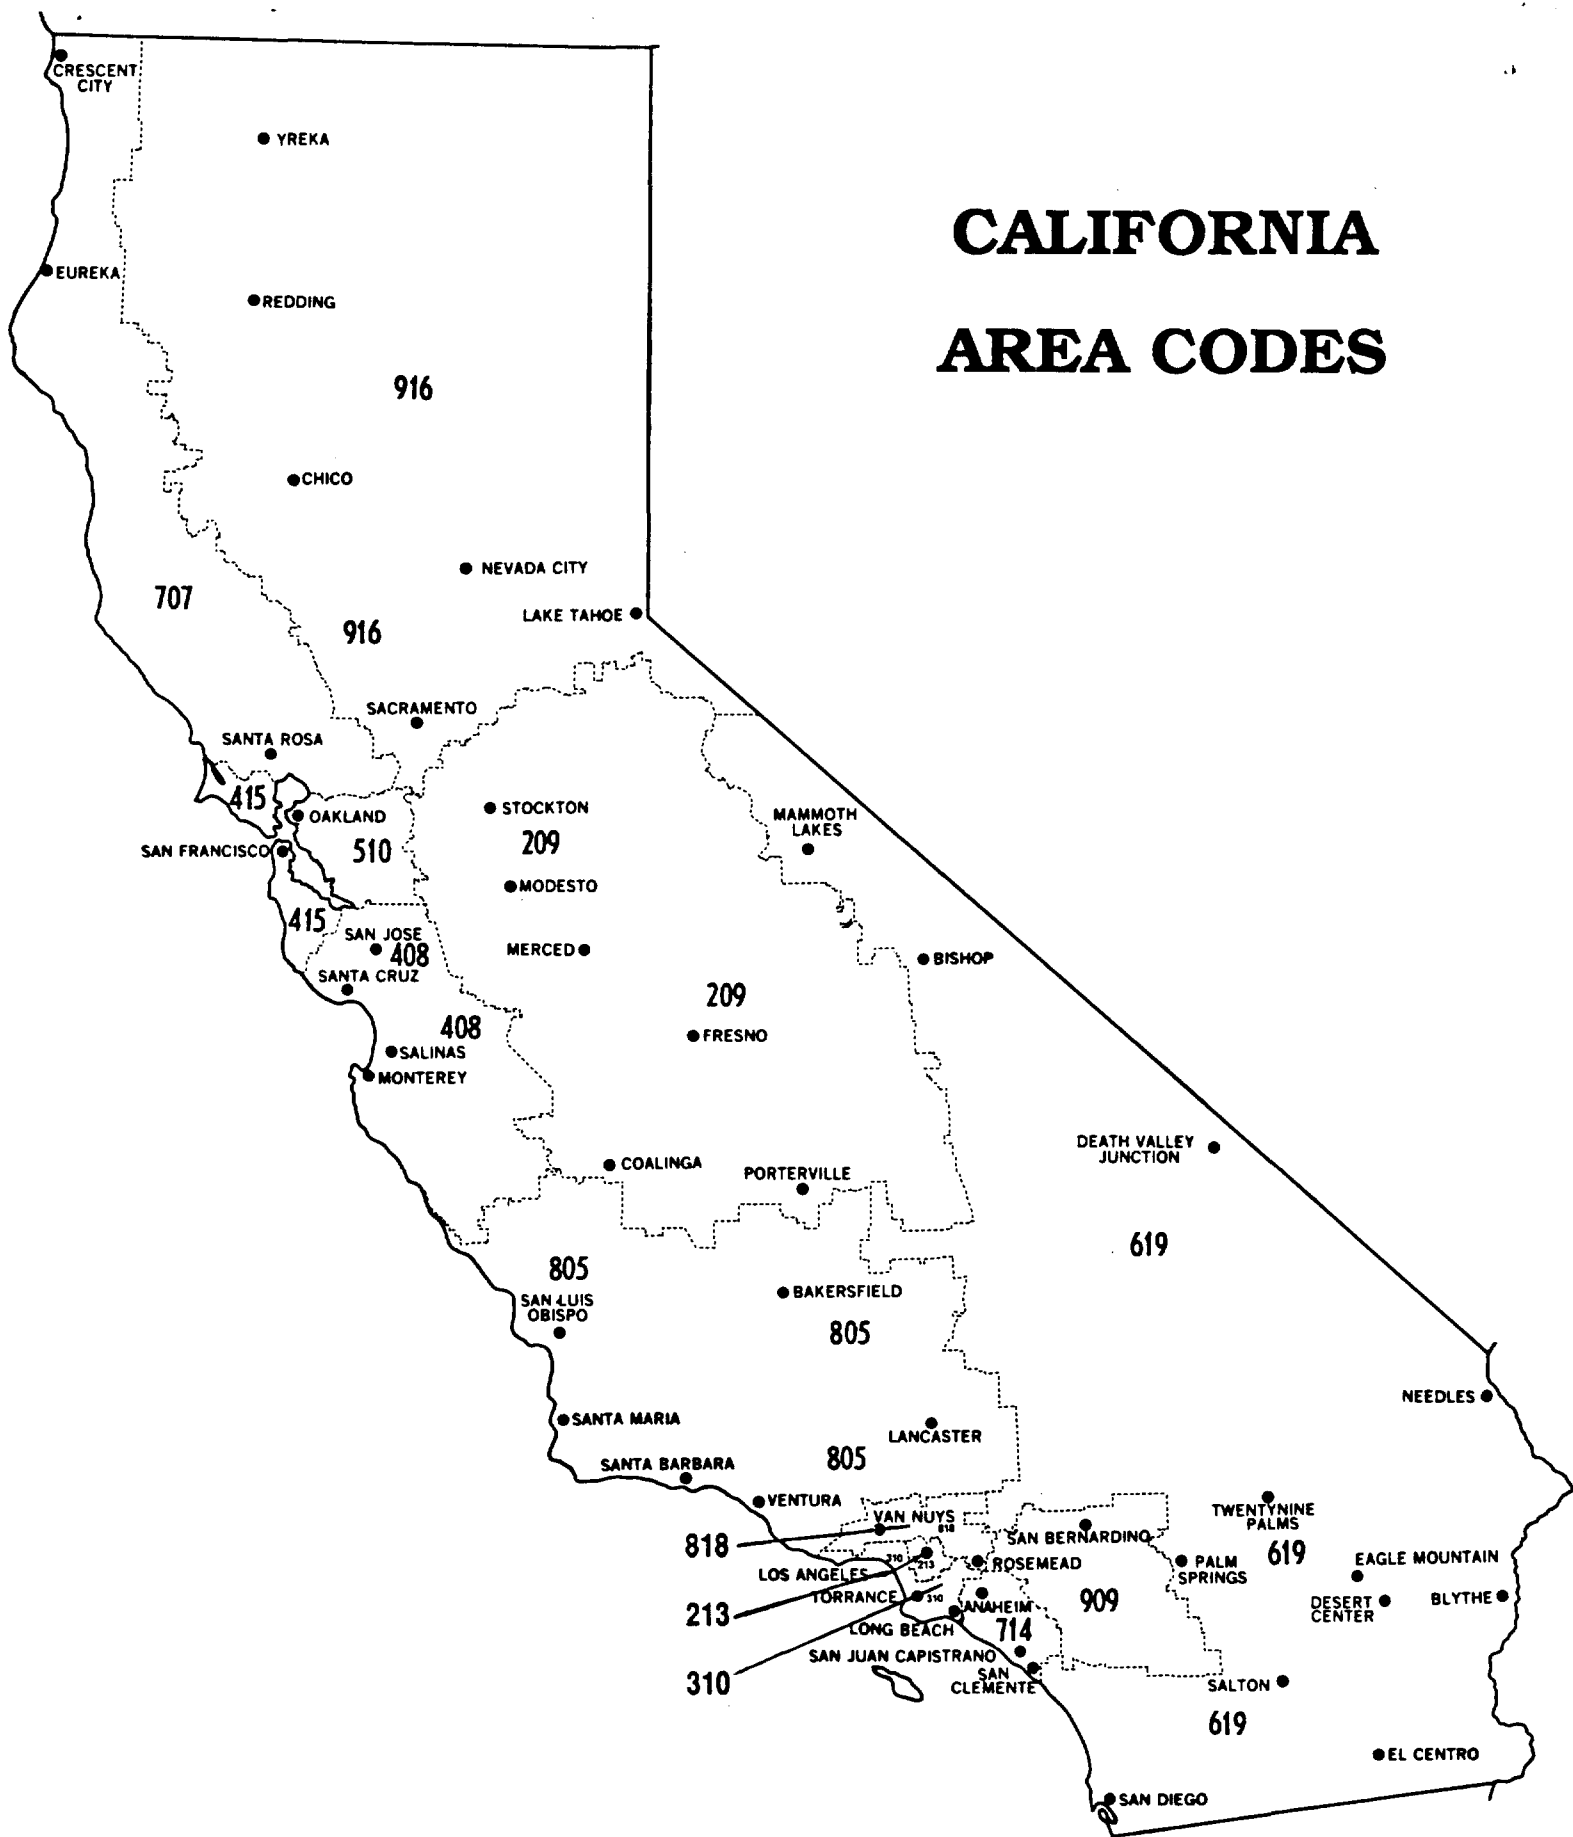 CRESCENT
CITY
YREKA
CALIFORNIA
EUREKA
REDDING
AREA CODES
916
CHICO
NEVADA CITY
707
LAKE TAHOE
916
SACRAMENTO
SANTA ROSA
415
OAKLAND
STOCKTON
MAMMOTH
LAKES
SAN FRANCISCO
510
209
MODESTO
415
SAN JOSE
408
MERCED
BISHOP
SANTA CRUZ
209
408
FRESNO
SALINAS
MONTEREY
DEATH VALLEY
JUNCTION
COALINGA
PORTERVILLE
619
805
BAKERSFIELD
SAN LUIS
OBISPO
805
NEEDLES
SANTA MARIA
LANCASTER
805
SANTA BARBARA
VENTURA
TWENTYNINE
PALMS
VAN NUYS
818
818
SAN BERNARDINO
619
310
213
ROSEMEAD
PALM
SPRINGS
EAGLE MOUNTAIN
LOS ANGELES
TORRANCE
310
ANAHEIM
909
DESERT
CENTER
BLYTHE
213
LONG BEACH
714
SAN JUAN CAPISTRANO
310
SAN
CLEMENTE
SALTON
619
EL CENTRO
SAN DIEGO